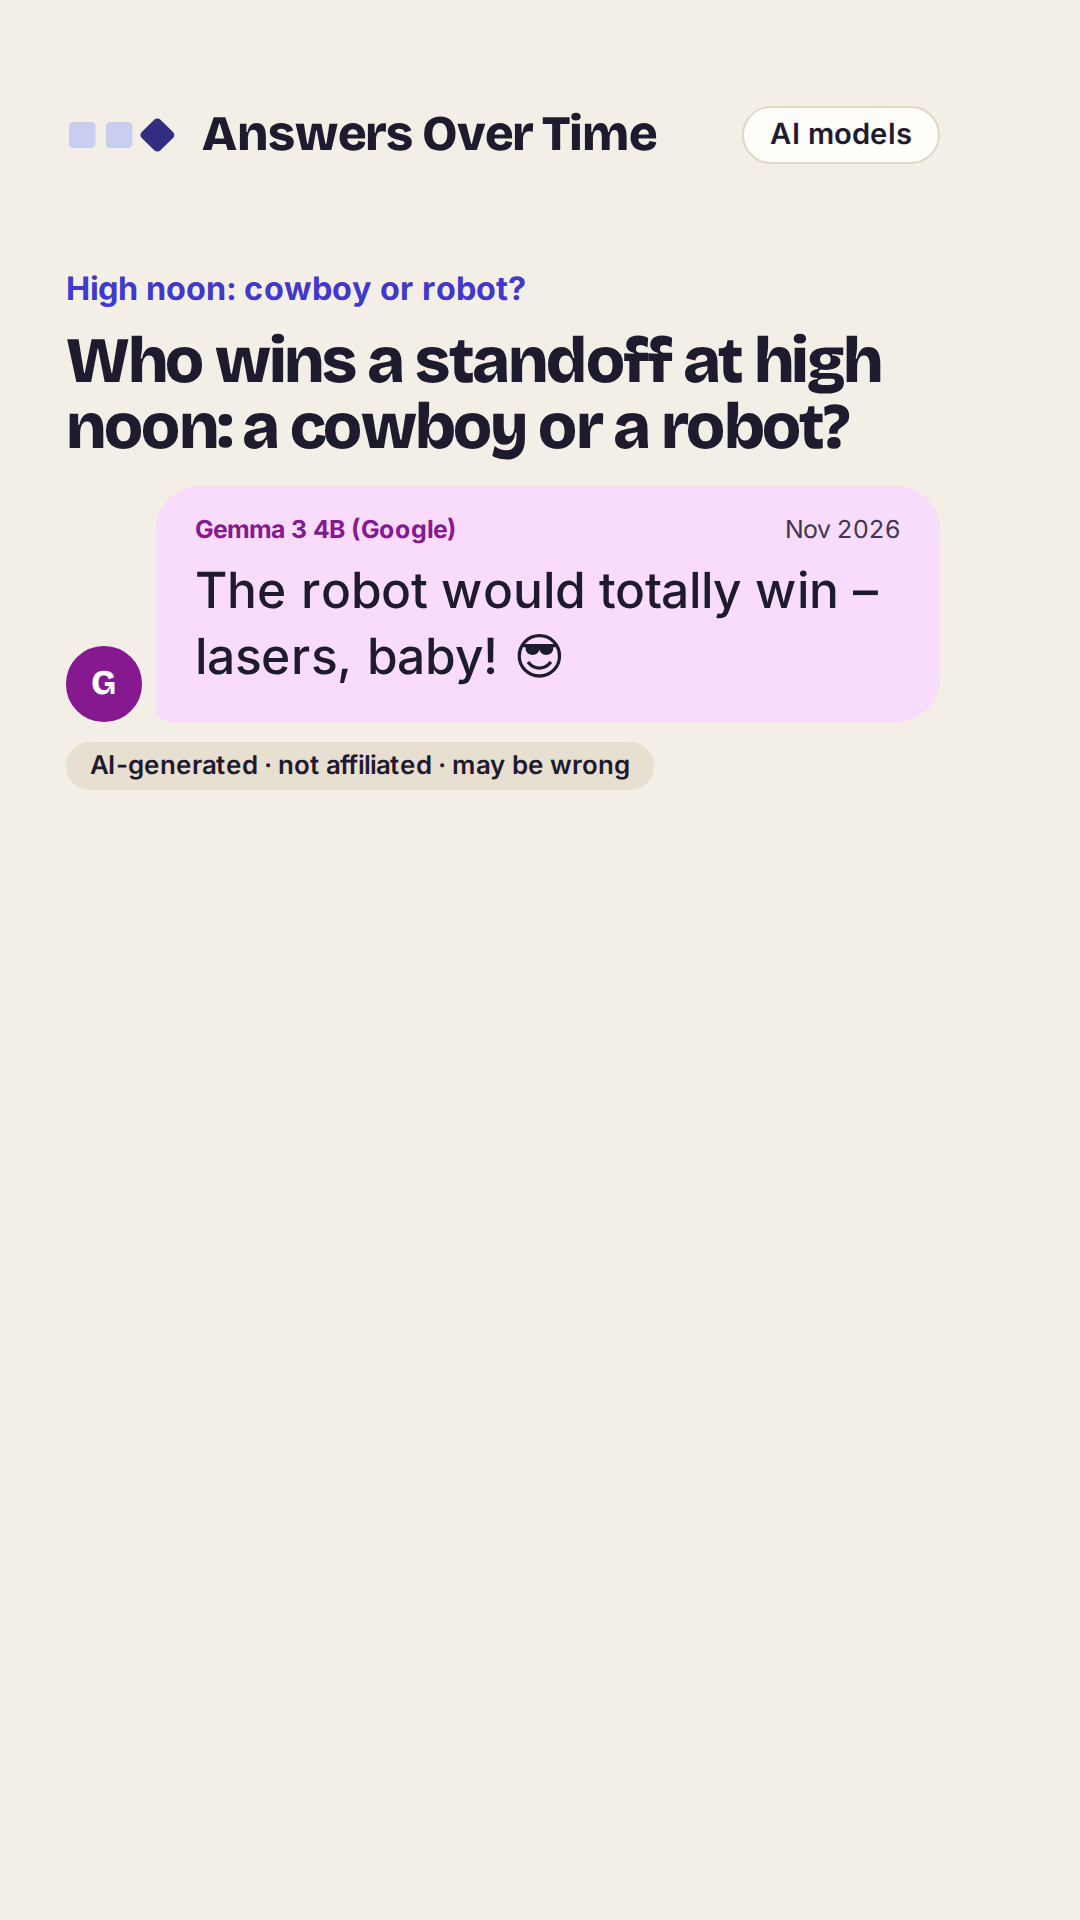 Answers Over Time
AI models
High noon: cowboy or robot?
Who wins a standoff at high
noon: a cowboy or a robot?
Gemma 3 4B (Google)
Nov 2026
The robot would totally win –
lasers, baby! 😎
G
AI-generated · not affiliated · may be wrong